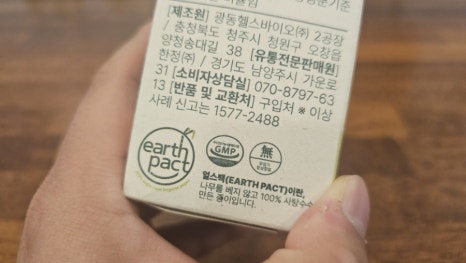 [제조원] 광동헬스바이오㈜ 2공장
/ 충청북도 청주시 청원구 오창읍
양청송대길 38 [유통전문판매원]
한정㈜ / 경기도 남양주시 가운로
31 [소비자상담실] 070-8797-63
13 [반품 및 교환처] 구입처 ※ 이상
사례 신고는 1577-2488
earth
pact
GMP
無
얼스팩(EARTH PACT)이란,
나무를 베지 않고 100% 사탕수수
만든 종이입니다.